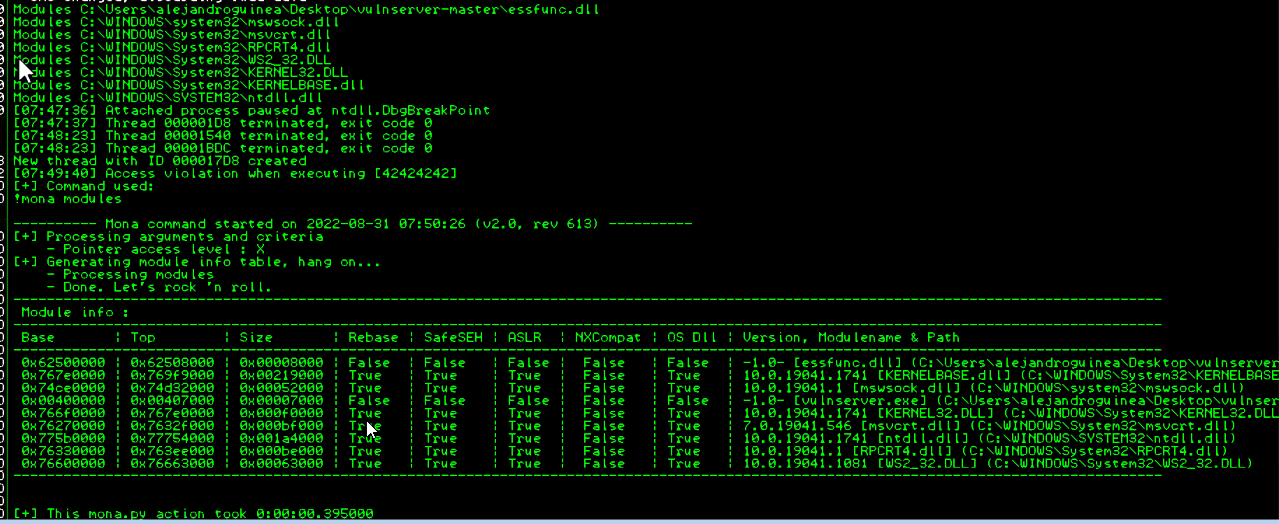 Modules C:\Users\alejandroguinea\Desktop\vulnserver-master\essfunc.dll
Modules C:\WINDOWS\system32\mswsock.dll
Modules C:\WINDOWS\System32\msvcrt.dll
Modules C:\WINDOWS\System32\RPCRT4.dll
Modules C:\WINDOWS\System32\WS2_32.DLL
Modules C:\WINDOWS\System32\KERNEL32.DLL
Modules C:\WINDOWS\System32\KERNELBASE.dll
Modules C:\WINDOWS\SYSTEM32\ntdll.dll
[07:47:36] Attached process paused at ntdll.DbgBreakPoint
[07:47:37] Thread 000001D8 terminated, exit code 0
[07:48:23] Thread 00001540 terminated, exit code 0
[07:48:23] Thread 00001BDC terminated, exit code 0
New thread with ID 000017D8 created
[07:49:40] Access violation when executing [42424242]
[+] Command used:
!mona modules
---------- Mona command started on 2022-08-31 07:50:26 (v2.0, rev 613) ----------
[+] Processing arguments and criteria
- Pointer access level : X
[+] Generating module info table, hang on...
- Processing modules
- Done. Let's rock 'n roll.
Module info :
Base | Top | Size | Rebase | SafeSEH | ASLR | NXCompat | OS Dll | Version, Modulename & Path
0x62500000 | 0x62508000 | 0x00008000 | False | False | False | False | False | -1.0- [essfunc.dll] (C:\Users\alejandroguinea\Desktop\vulnserver
0x767e0000 | 0x769f9000 | 0x00219000 | True | True | True | False | True | 10.0.19041.1741 [KERNELBASE.dll] (C:\WINDOWS\System32\KERNELBASE
0x74ce0000 | 0x74d32000 | 0x00052000 | True | True | True | False | True | 10.0.19041.1 [mswsock.dll] (C:\WINDOWS\system32\mswsock.dll)
0x00400000 | 0x00407000 | 0x00007000 | False | False | False | False | False | -1.0- [vulnserver.exe] (C:\Users\alejandroguinea\Desktop\vulnser
0x766f0000 | 0x767e0000 | 0x000f0000 | True | True | True | False | True | 10.0.19041.1741 [KERNEL32.DLL] (C:\WINDOWS\System32\KERNEL32.DLL
0x76270000 | 0x7632f000 | 0x000bf000 | True | True | True | False | True | 7.0.19041.546 [msvcrt.dll] (C:\WINDOWS\System32\msvcrt.dll)
0x775b0000 | 0x77754000 | 0x001a4000 | True | True | True | False | True | 10.0.19041.1741 [ntdll.dll] (C:\WINDOWS\SYSTEM32\ntdll.dll)
0x76330000 | 0x763ee000 | 0x000be000 | True | True | True | False | True | 10.0.19041.1 [RPCRT4.dll] (C:\WINDOWS\System32\RPCRT4.dll)
0x76600000 | 0x76663000 | 0x00063000 | True | True | True | False | True | 10.0.19041.1081 [WS2_32.DLL] (C:\WINDOWS\System32\WS2_32.DLL)
[+] This mona.py action took 0:00:00.395000